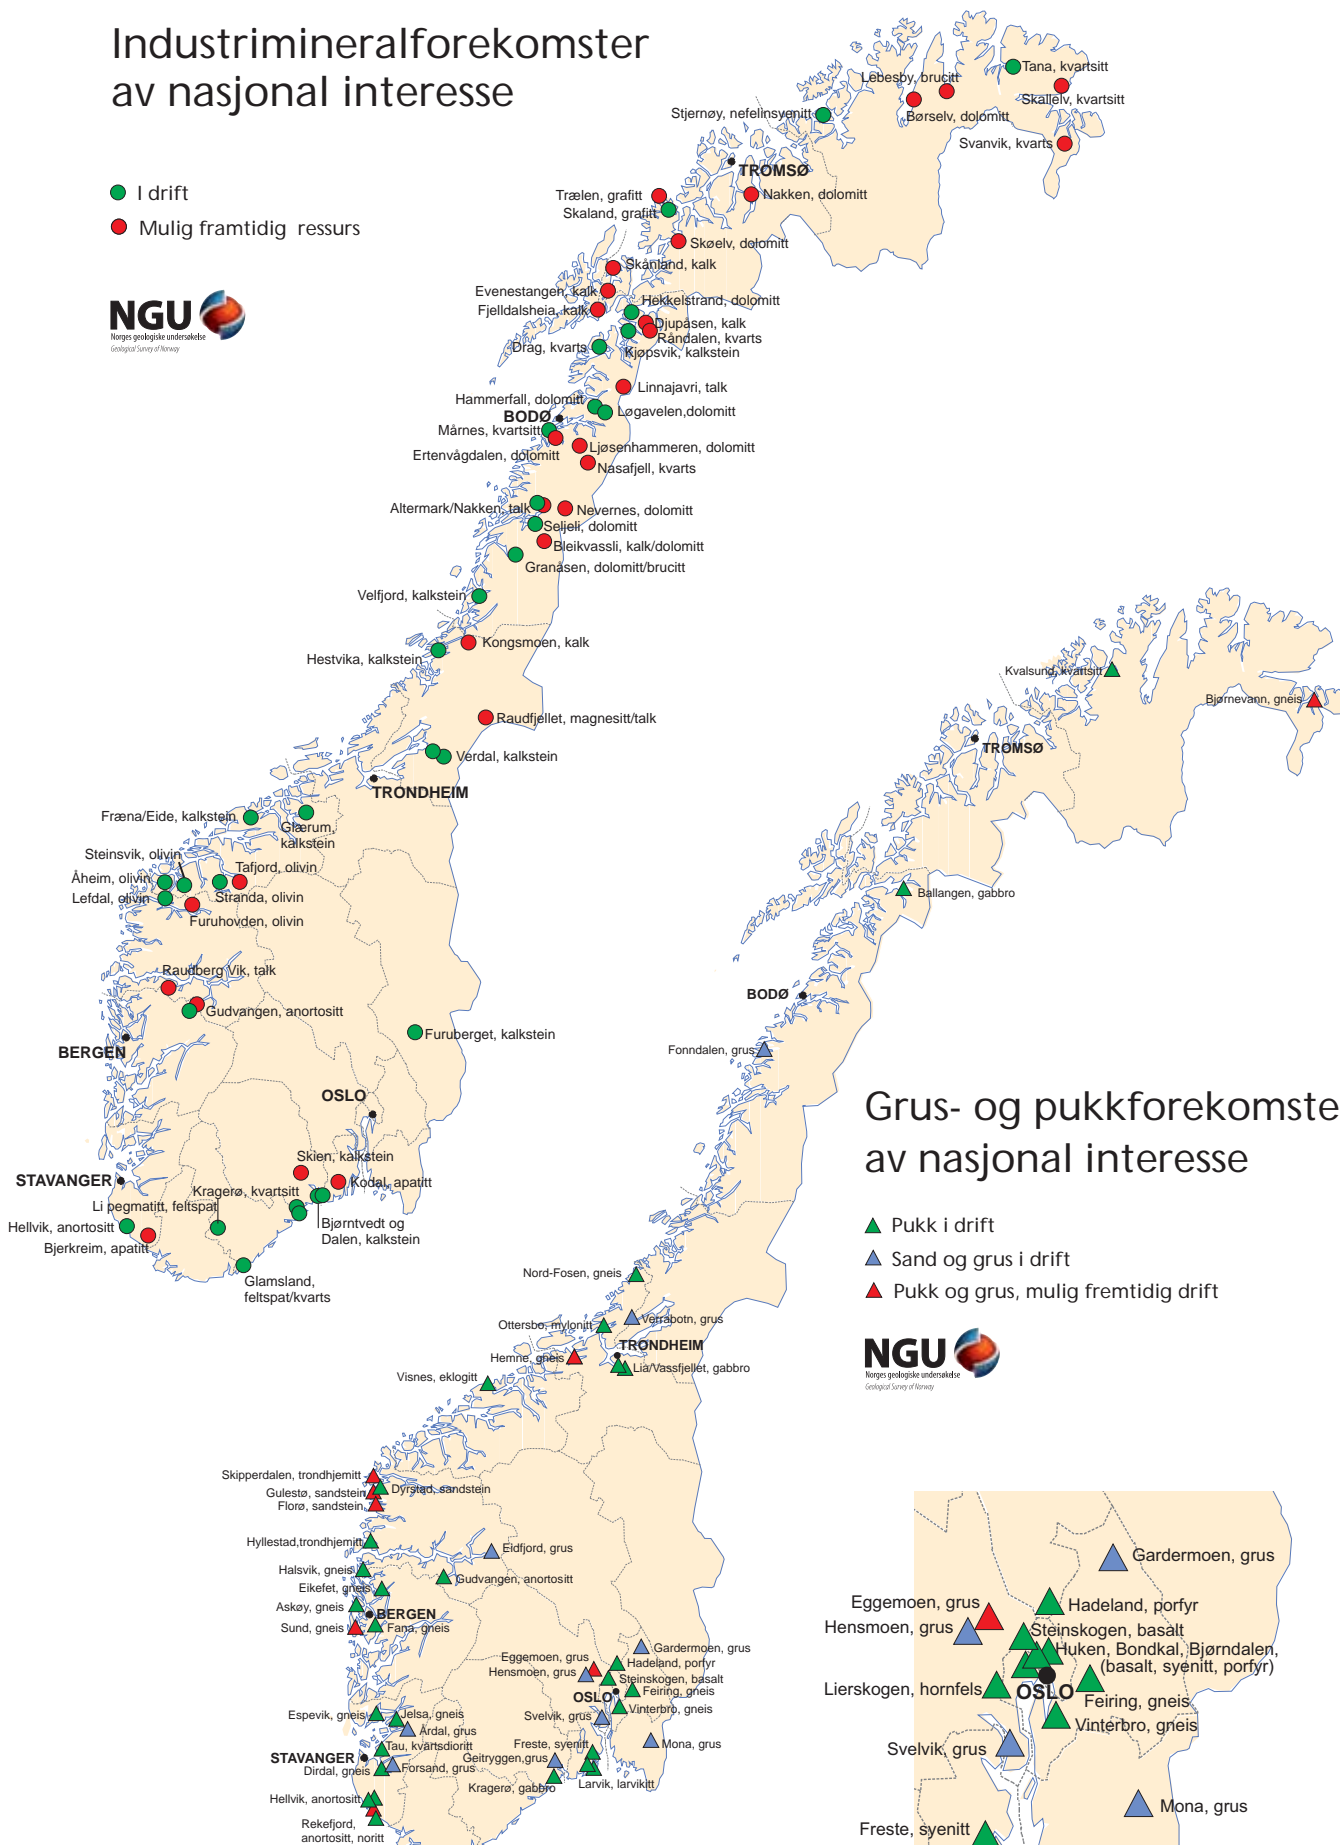 Industrimineralforekomster
av nasjonal interesse
I drift
Mulig framtidig ressurs
NGU
Norges geologiske undersøkelse
Geological Survey of Norway
Tana, kvartsitt
Lebesby, brucitt
Skallelv, kvartsitt
Børselv, dolomitt
Stjernøy, nefelinsyenitt
Svanvik, kvarts
TROMSØ
Trælen, grafitt
Nakken, dolomitt
Skaland, grafitt
Skøelv, dolomitt
Skånland, kalk
Evenestangen, kalk
Hekkelstrand, dolomitt
Fjelldalsheia, kalk
Djupåsen, kalk
Råndalen, kvarts
Drag, kvarts
Kjøpsvik, kalkstein
Linnajavri, talk
Hammerfall, dolomitt
Løgavelen,dolomitt
BODØ
Mårnes, kvartsitt
Ljøsenhammeren, dolomitt
Ertenvågdalen, dolomitt
Nasafjell, kvarts
Altermark/Nakken, talk
Nevernes, dolomitt
Seljeli, dolomitt
Bleikvassli, kalk/dolomitt
Granåsen, dolomitt/brucitt
Velfjord, kalkstein
Kongsmoen, kalk
Hestvika, kalkstein
Raudfjellet, magnesitt/talk
Verdal, kalkstein
TRONDHEIM
Fræna/Eide, kalkstein
Glærum,
kalkstein
Steinsvik, olivin
Tafjord, olivin
Åheim, olivin
Lefdal, olivin
Stranda, olivin
Furuhovden, olivin
Raudberg Vik, talk
Gudvangen, anortositt
Furuberget, kalkstein
BERGEN
OSLO
Skien, kalkstein
STAVANGER
Kragerø, kvartsitt
Kodal, apatitt
Li pegmatitt, feltspat
Hellvik, anortositt
Bjørntvedt og
Dalen, kalkstein
Bjerkreim, apatitt
Glamsland,
feltspat/kvarts
Kvalsund, kvartsitt
Bjørnevann, gneis
TROMSØ
Ballangen, gabbro
BODØ
Fonndalen, grus
Grus- og pukkforekomste
av nasjonal interesse
Pukk i drift
Sand og grus i drift
Pukk og grus, mulig fremtidig drift
NGU
Norges geologiske undersøkelse
Geological Survey of Norway
Nord-Fosen, gneis
Verrabotn, grus
Ottersbo, mylonitt
TRONDHEIM
Hemne, gneis
Lia/Vassfjellet, gabbro
Visnes, eklogitt
Skipperdalen, trondhjemitt
Dyrstad, sandstein
Gulestø, sandstein
Florø, sandstein
Hyllestad,trondhjemitt
Eidfjord, grus
Halsvik, gneis
Gudvangen, anortositt
Eikefet, gneis
Askøy, gneis
BERGEN
Sund, gneis
Fana, gneis
Gardermoen, grus
Eggemoen, grus
Hadeland, porfyr
Hensmoen, grus
Steinskogen, basalt
OSLO
Feiring, gneis
Vinterbro, gneis
Espevik, gneis
Jelsa, gneis
Svelvik, grus
Årdal, grus
Tau, kvartsdioritt
Freste, syenitt
Mona, grus
STAVANGER
Geitryggen,grus
Dirdal, gneis
Forsand, grus
Kragerø, gabbro
Larvik, larvikitt
Hellvik, anortositt
Rekefjord,
anortositt, noritt
Gardermoen, grus
Eggemoen, grus
Hadeland, porfyr
Hensmoen, grus
Steinskogen, basalt
Huken, Bondkal, Bjørndalen,
(basalt, syenitt, porfyr)
Lierskogen, hornfels
OSLO
Feiring, gneis
Vinterbro, gneis
Svelvik, grus
Mona, grus
Freste, syenitt